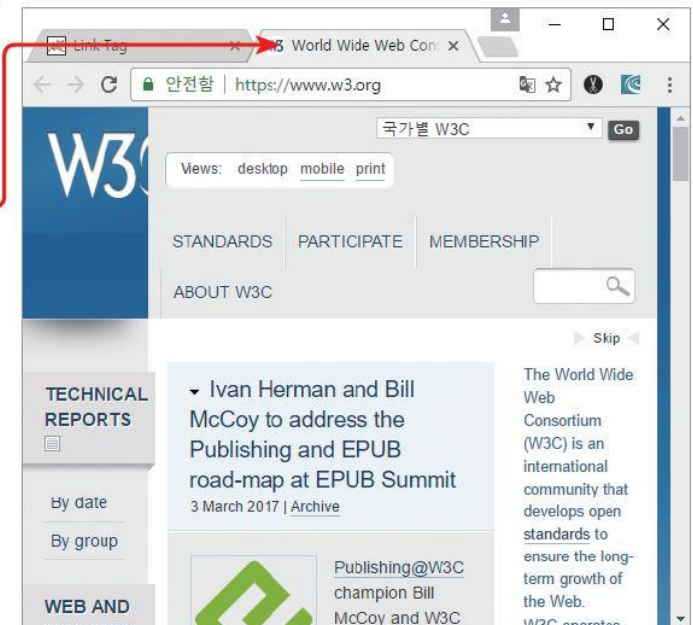 Link Tag
W3 World Wide Web Con
안전함 https://www.w3.org
국가별 W3C Go
W3C
Views: desktop mobile print
STANDARDS PARTICIPATE MEMBERSHIP
ABOUT W3C
Skip
TECHNICAL
REPORTS
By date
By group
WEB AND
Ivan Herman and Bill
McCoy to address the
Publishing and EPUB
road-map at EPUB Summit
3 March 2017 | Archive
Publishing@W3C
champion Bill
McCoy and W3C
The World Wide
Web
Consortium
(W3C) is an
international
community that
develops open
standards to
ensure the long-
term growth of
the Web.
W3C operates